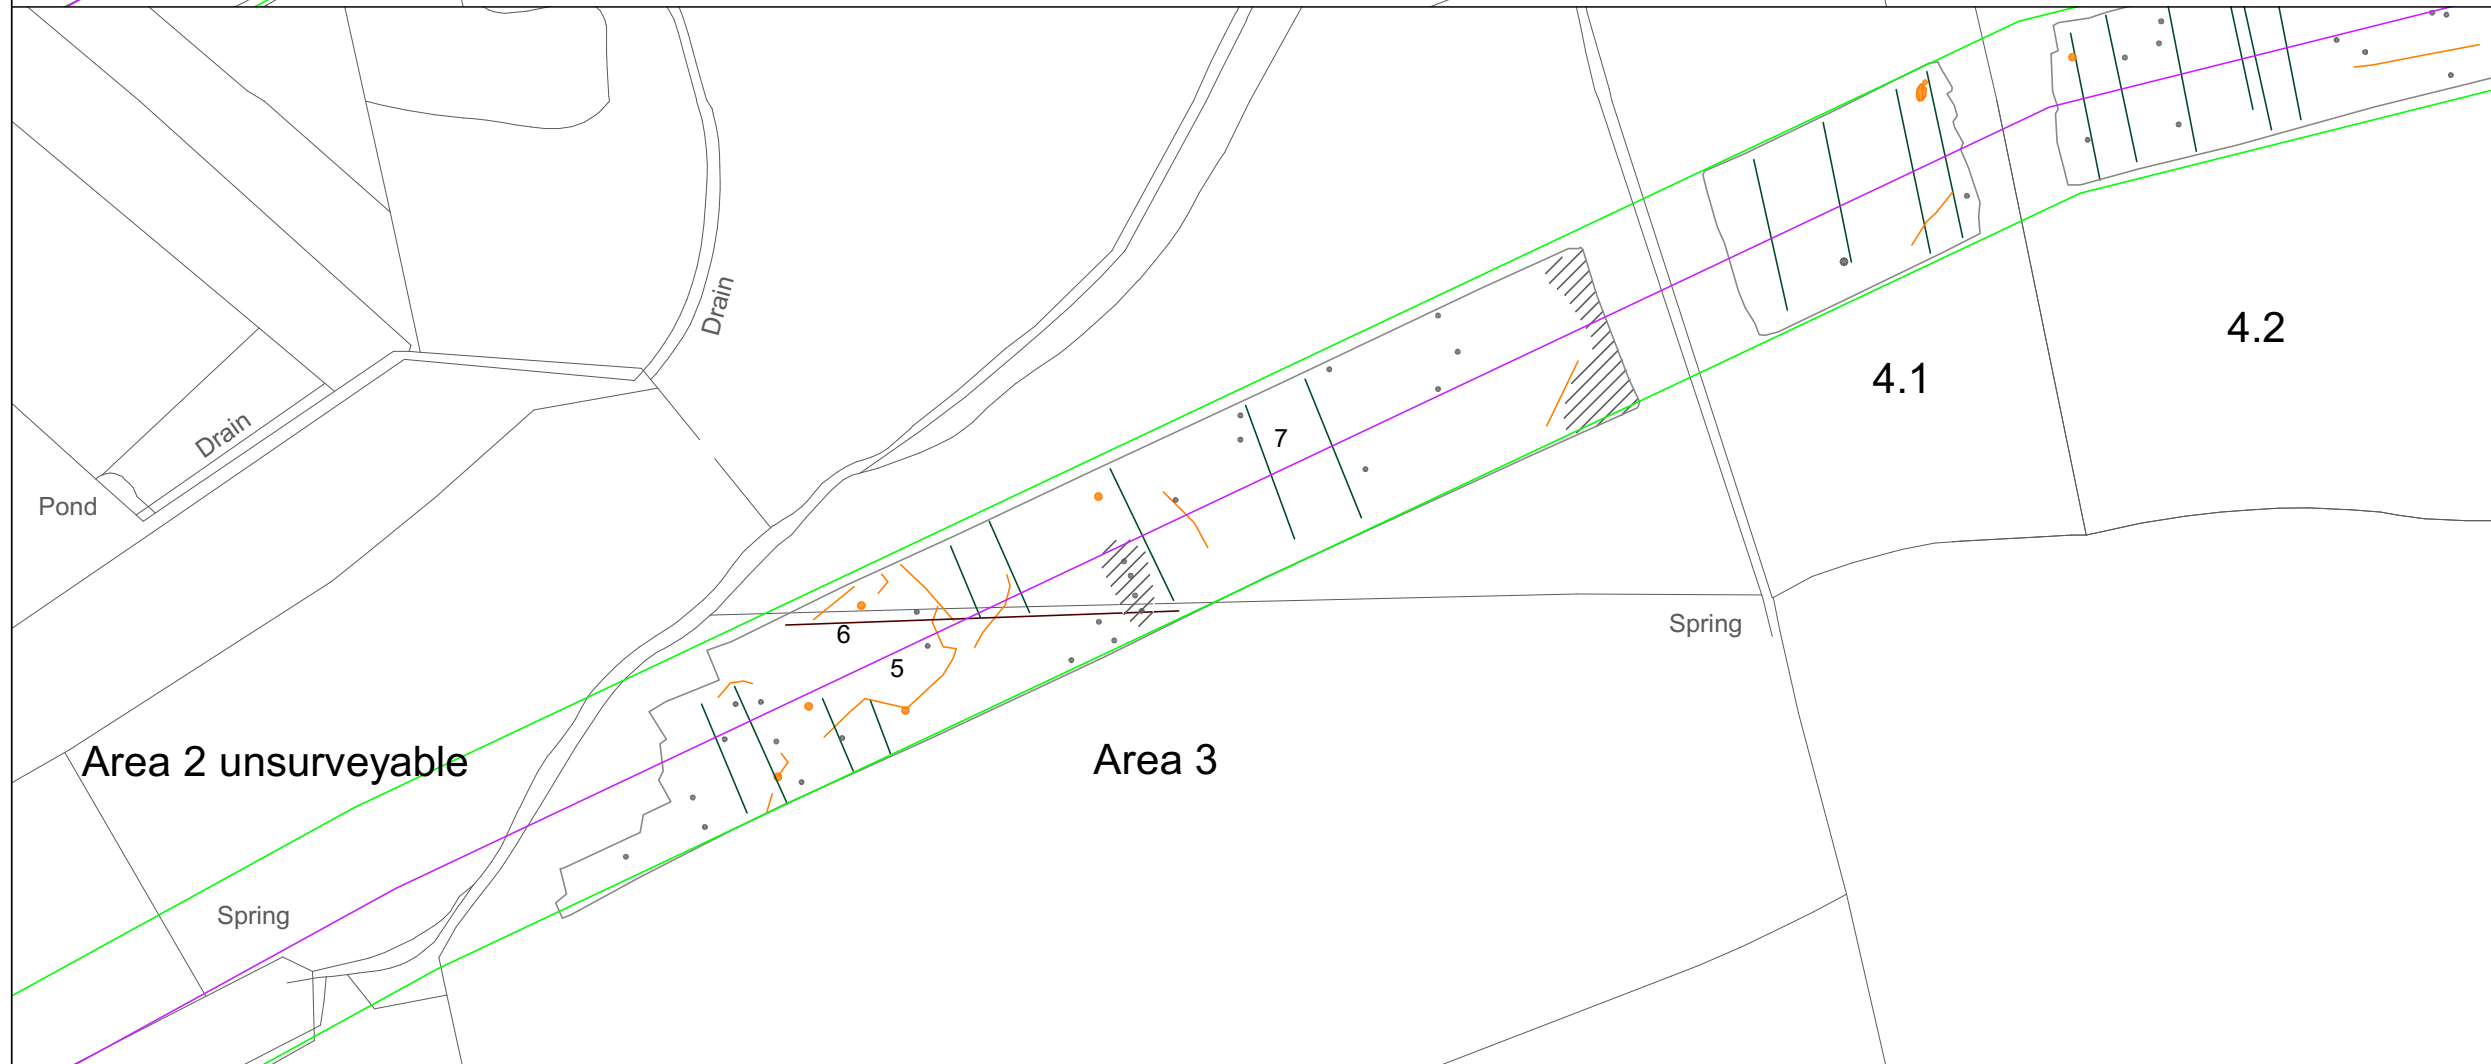 Drain
4.2
4.1
Drain
7
Pond
Spring
6
5
Area 2 unsurveyable
Area 3
Spring